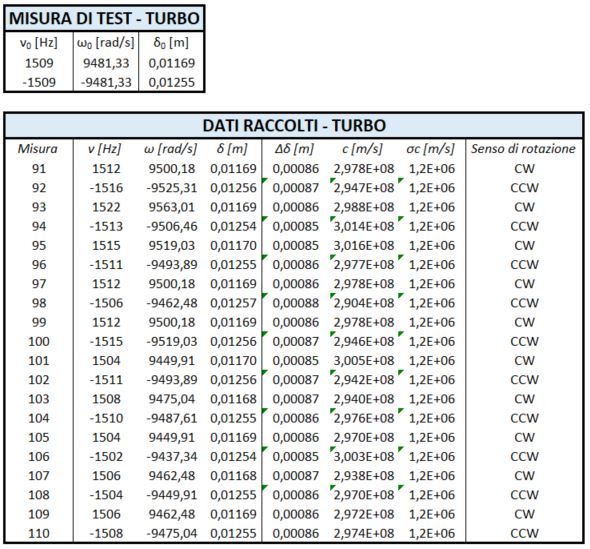 MISURA DI TEST - TURBO
ν₀ [Hz] ω₀ [rad/s] δ₀ [m]
1509 9481,33 0,01169
-1509 -9481,33 0,01255
DATI RACCOLTI - TURBO
Misura ν [Hz] ω [rad/s] δ [m] Δδ [m] c [m/s] σc [m/s] Senso di rotazione
91 1512 9500,18 0,01169 0,00086 2,978E+08 1,2E+06 CW
92 -1516 -9525,31 0,01256 0,00087 2,947E+08 1,2E+06 CCW
93 1522 9563,01 0,01169 0,00086 2,988E+08 1,2E+06 CW
94 -1513 -9506,46 0,01254 0,00085 3,014E+08 1,2E+06 CCW
95 1515 9519,03 0,01170 0,00085 3,016E+08 1,2E+06 CW
96 -1511 -9493,89 0,01255 0,00086 2,977E+08 1,2E+06 CCW
97 1512 9500,18 0,01169 0,00086 2,978E+08 1,2E+06 CW
98 -1506 -9462,48 0,01257 0,00088 2,904E+08 1,2E+06 CCW
99 1512 9500,18 0,01169 0,00086 2,978E+08 1,2E+06 CW
100 -1515 -9519,03 0,01256 0,00087 2,946E+08 1,2E+06 CCW
101 1504 9449,91 0,01170 0,00085 3,005E+08 1,2E+06 CW
102 -1511 -9493,89 0,01256 0,00087 2,942E+08 1,2E+06 CCW
103 1508 9475,04 0,01168 0,00087 2,940E+08 1,2E+06 CW
104 -1510 -9487,61 0,01255 0,00086 2,976E+08 1,2E+06 CCW
105 1504 9449,91 0,01169 0,00086 2,970E+08 1,2E+06 CW
106 -1502 -9437,34 0,01254 0,00085 3,003E+08 1,2E+06 CCW
107 1506 9462,48 0,01168 0,00087 2,938E+08 1,2E+06 CW
108 -1504 -9449,91 0,01255 0,00086 2,970E+08 1,2E+06 CCW
109 1506 9462,48 0,01169 0,00086 2,972E+08 1,2E+06 CW
110 -1508 -9475,04 0,01255 0,00086 2,974E+08 1,2E+06 CCW